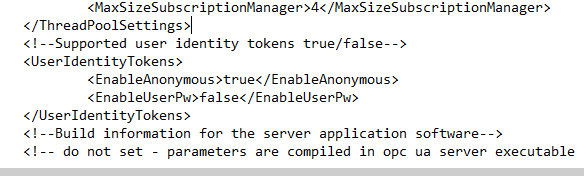 <MaxSizeSubscriptionManager>4</MaxSizeSubscriptionManager>
</ThreadPoolSettings>
<!--Supported user identity tokens true/false-->
<UserIdentityTokens>
<EnableAnonymous>true</EnableAnonymous>
<EnableUserPw>false</EnableUserPw>
</UserIdentityTokens>
<!--Build information for the server application software-->
<!-- do not set - parameters are compiled in opc ua server executable